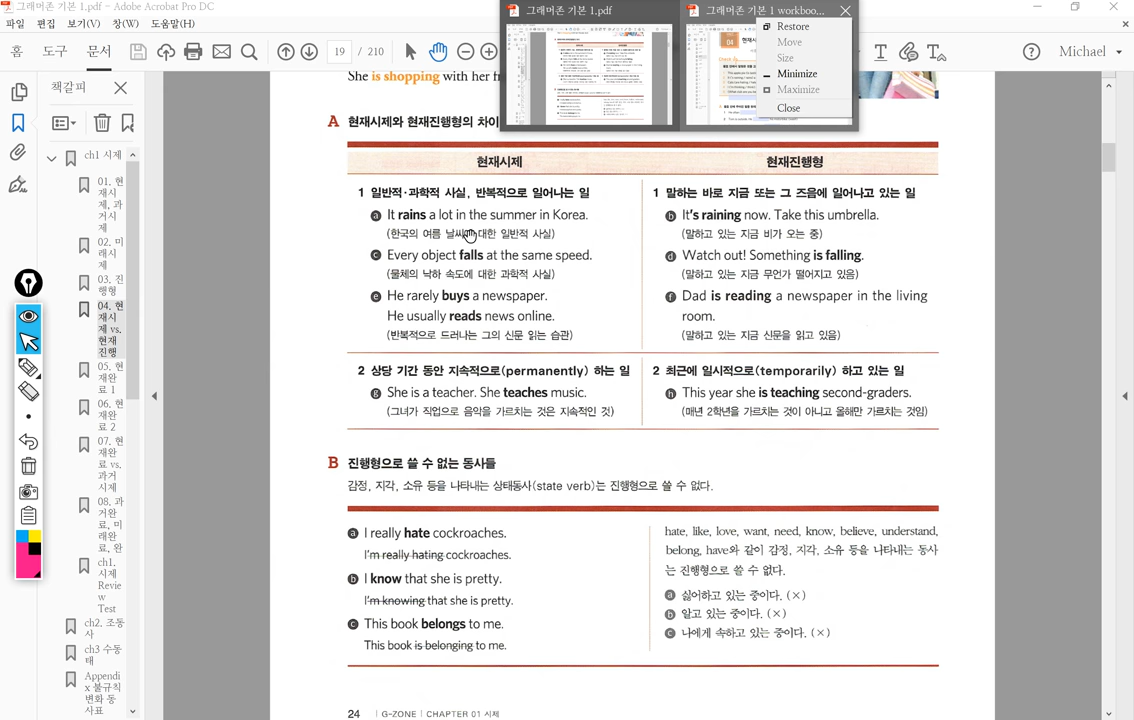 그래머존 기본 1.pdf - Adobe Acrobat Pro DC
파일 편집 보기(V) 창(W) 도움말(H)
홈 도구 문서
19 / 210
Michael
그래머존 기본 1.pdf
그래머존 기본 1 workboo...
Restore
Move
Size
Minimize
Maximize
Close
책갈피
ch1 시제
01. 현
재시
제, 과
거시
제
02. 미
래시
제
03. 진
행형
04. 현
재시
제 vs.
현재
진행
05. 현
재완
료 1
06. 현
재완
료 2
07. 현
재완
료 vs.
과거
시제
08. 과
거완
료, 미
래완
료, 완
ch1.
시제
Revie
w
Test
ch2. 조동
사
ch3 수동
태
Appendi
x 불규칙
변화 동
사표
She is shopping with her fr
A 현재시제와 현재진행형의 차이
현재시제
1 일반적·과학적 사실, 반복적으로 일어나는 일
ⓐ It rains a lot in the summer in Korea.
(한국의 여름 날씨에 대한 일반적 사실)
ⓒ Every object falls at the same speed.
(물체의 낙하 속도에 대한 과학적 사실)
ⓔ He rarely buys a newspaper.
He usually reads news online.
(반복적으로 드러나는 그의 신문 읽는 습관)
2 상당 기간 동안 지속적으로(permanently) 하는 일
ⓖ She is a teacher. She teaches music.
(그녀가 직업으로 음악을 가르치는 것은 지속적인 것)
현재진행형
1 말하는 바로 지금 또는 그 즈음에 일어나고 있는 일
ⓑ It's raining now. Take this umbrella.
(말하고 있는 지금 비가 오는 중)
ⓓ Watch out! Something is falling.
(말하고 있는 지금 무언가 떨어지고 있음)
ⓕ Dad is reading a newspaper in the living
room.
(말하고 있는 지금 신문을 읽고 있음)
2 최근에 일시적으로(temporarily) 하고 있는 일
ⓗ This year she is teaching second-graders.
(매년 2학년을 가르치는 것이 아니고 올해만 가르치는 것임)
B 진행형으로 쓸 수 없는 동사들
감정, 지각, 소유 등을 나타내는 상태동사(state verb)는 진행형으로 쓸 수 없다.
ⓐ I really hate cockroaches.
I'm really hating cockroaches.
ⓑ I know that she is pretty.
I'm knowing that she is pretty.
ⓒ This book belongs to me.
This book is belonging to me.
hate, like, love, want, need, know, believe, understand,
belong, have와 같이 감정, 지각, 소유 등을 나타내는 동사
는 진행형으로 쓸 수 없다.
ⓐ 싫어하고 있는 중이다. (×)
ⓑ 알고 있는 중이다. (×)
ⓒ 나에게 속하고 있는 중이다. (×)
24 | G-ZONE | CHAPTER 01 시제